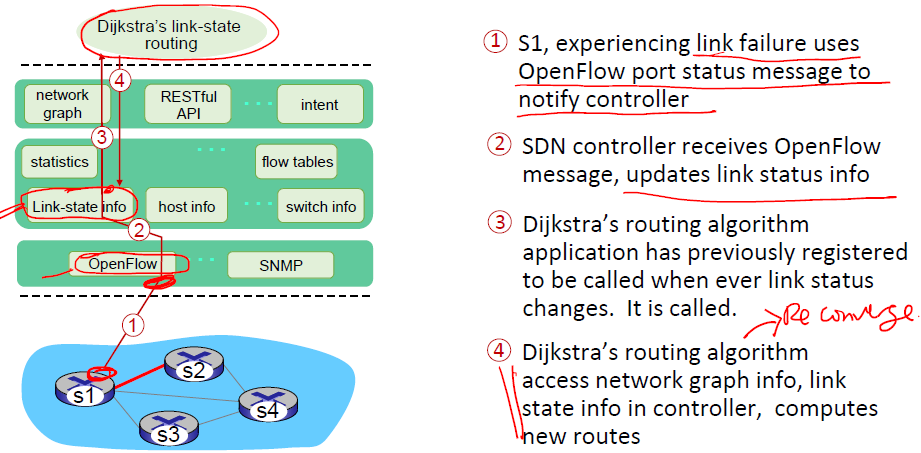 Dijkstra's link-state
routing
④
network
graph
RESTful
API
...
intent
③
statistics
...
flow tables
Link-state info
host info
...
switch info
②
OpenFlow
SNMP
①
s2
s1
s4
s3
① S1, experiencing link failure uses
OpenFlow port status message to
notify controller
② SDN controller receives OpenFlow
message, updates link status info
③ Dijkstra's routing algorithm
application has previously registered
to be called when ever link status
changes. It is called.
Re converge.
④ Dijkstra's routing algorithm
access network graph info, link
state info in controller, computes
new routes